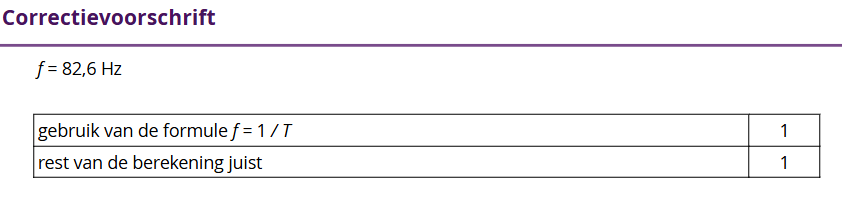 Correctievoorschrift
f = 82,6 Hz
gebruik van de formule f = 1 / T 1
rest van de berekening juist 1